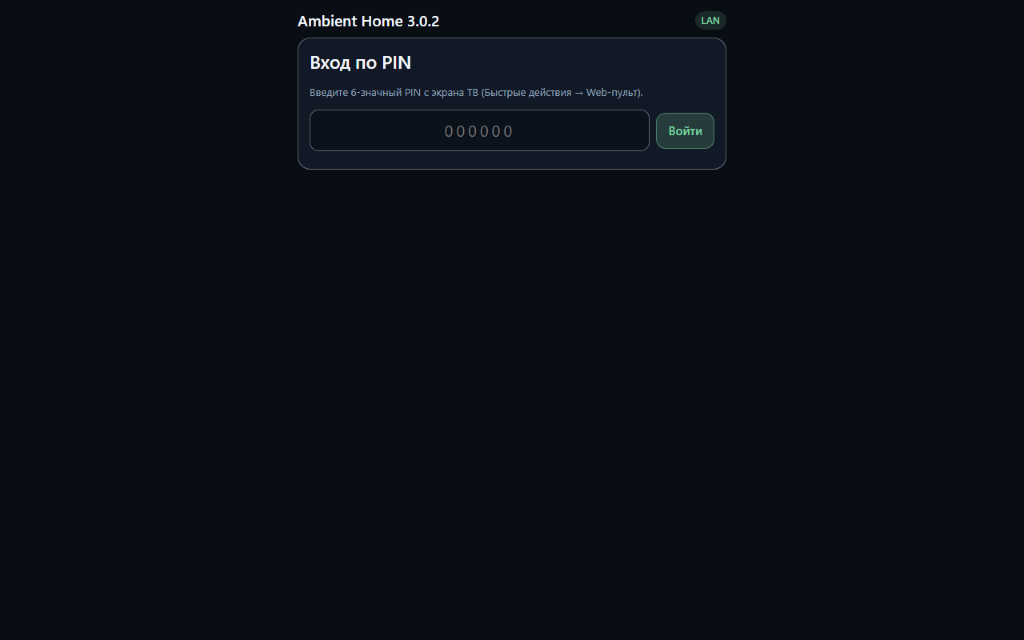 Ambient Home 3.0.2
LAN
Вход по PIN
Введите 6-значный PIN с экрана ТВ (Быстрые действия → Web-пульт).
000000
Войти